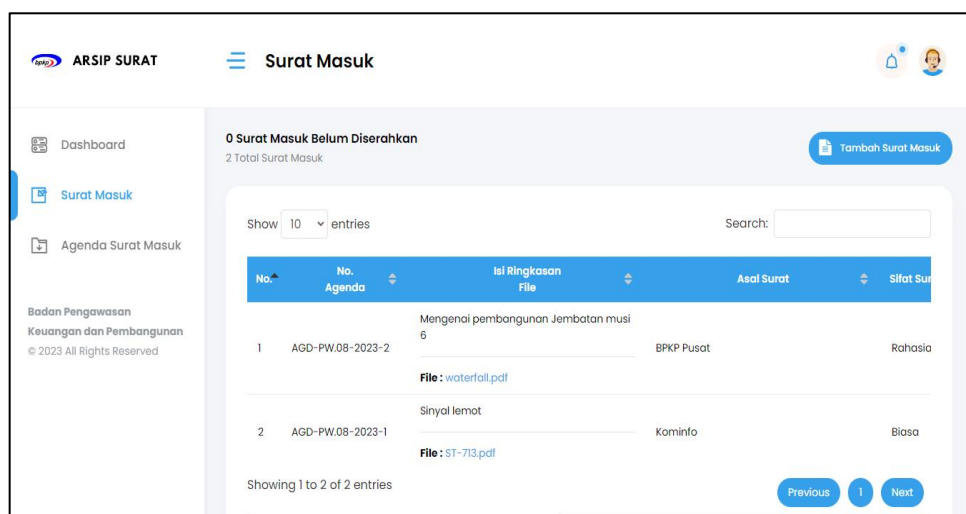 bpkp
ARSIP SURAT
Surat Masuk
Dashboard
Surat Masuk
Agenda Surat Masuk
Badan Pengawasan
Keuangan dan Pembangunan
© 2023 All Rights Reserved
0 Surat Masuk Belum Diserahkan
2 Total Surat Masuk
Tambah Surat Masuk
Show 10 entries
Search:
No. No. Agenda Isi Ringkasan File Asal Surat Sifat Sur
Mengenai pembangunan Jembatan musi
6
1 AGD-PW.08-2023-2 BPKP Pusat Rahasia
File : waterfall.pdf
Sinyal lemot
2 AGD-PW.08-2023-1 Kominfo Biasa
File : ST-713.pdf
Showing 1 to 2 of 2 entries
Previous 1 Next